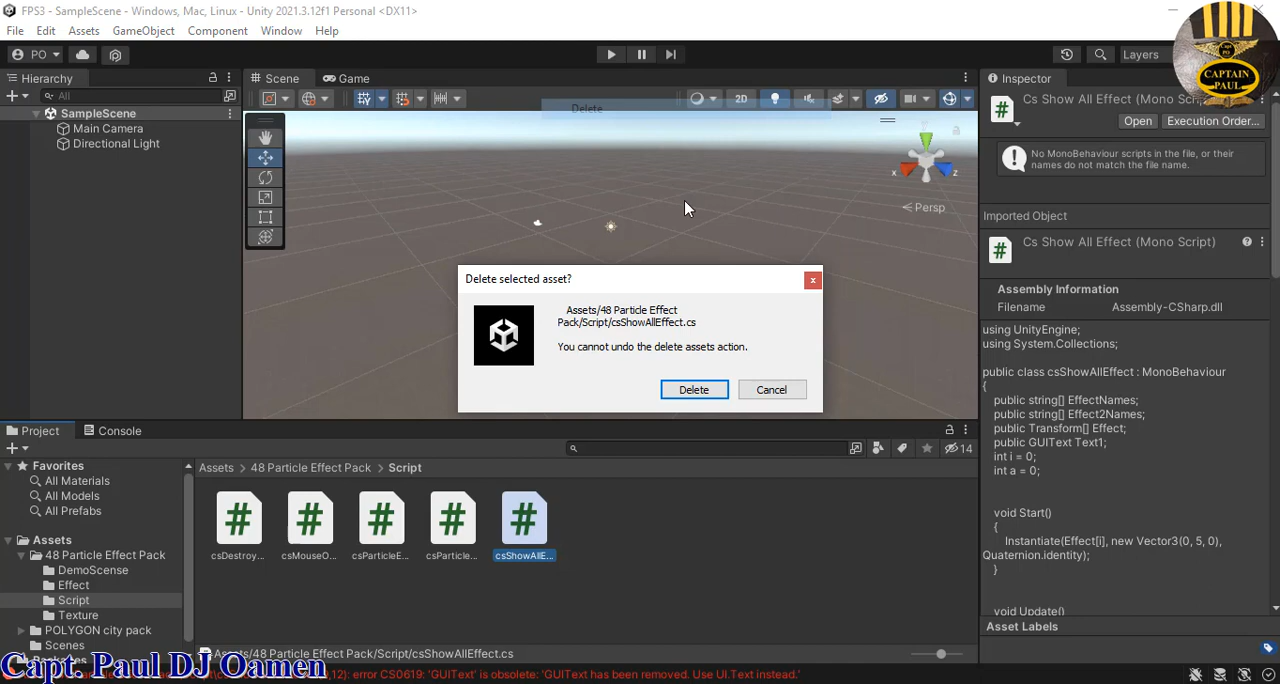 FPS3 - SampleScene - Windows, Mac, Linux - Unity 2021.3.12f1 Personal <DX11>
File Edit Assets GameObject Component Window Help
PO Layers
CAPTAIN
PAUL
Hierarchy Scene Game Inspector
All 2D Delete Cs Show All Effect (Mono Scri
Open Execution Order...
SampleScene
Main Camera
Directional Light
No MonoBehaviour scripts in the file, or their
names do not match the file name.
x z
Persp
Imported Object
Cs Show All Effect (Mono Script)
Delete selected asset?
Assets/48 Particle Effect
Pack/Script/csShowAllEffect.cs
You cannot undo the delete assets action.
Delete Cancel
Assembly Information
Filename Assembly-CSharp.dll
using UnityEngine;
using System.Collections;
public class csShowAllEffect : MonoBehaviour
{
public string[] EffectNames;
public string[] Effect2Names;
public Transform[] Effect;
public GUIText Text1;
int i = 0;
int a = 0;
void Start()
{
Instantiate(Effect[i], new Vector3(0, 5, 0),
Quaternion.identity);
}
void Update()
Asset Labels
Project Console
14
Favorites
All Materials
All Models
All Prefabs
Assets
48 Particle Effect Pack
DemoScense
Effect
Script
Texture
POLYGON city pack
Scenes
Assets > 48 Particle Effect Pack > Script
csDestroy... csMouseO... csParticleE... csParticle... csShowAllE...
Assets/48 Particle Effect Pack/Script/csShowAllEffect.cs
Capt. Paul DJ Oamen
error CS0619: 'GUIText' is obsolete: 'GUIText has been removed. Use UI.Text instead.'